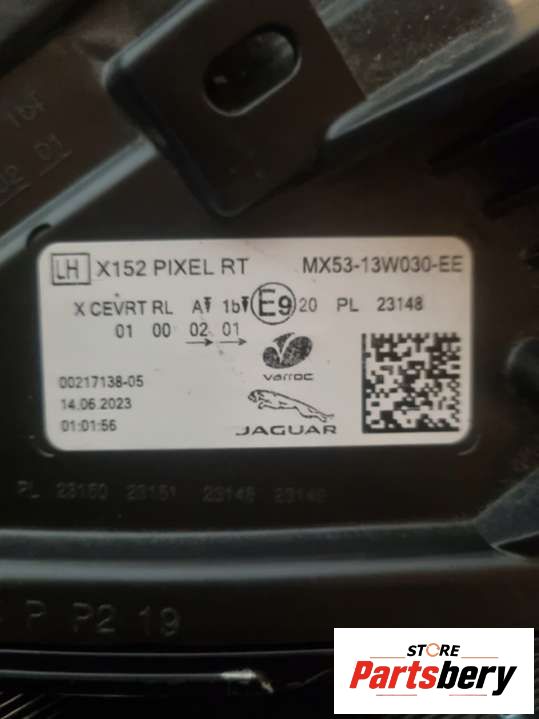 LH X152 PIXEL RT MX53-13W030-EE
X CEVRT RL A 1b E9 20 PL 23148
01 00 02 01
varroc
00217138-05
14.06.2023
01:01:56
JAGUAR
PL 23150 23151 23148 23149
P P2 19
STORE
Partsbery